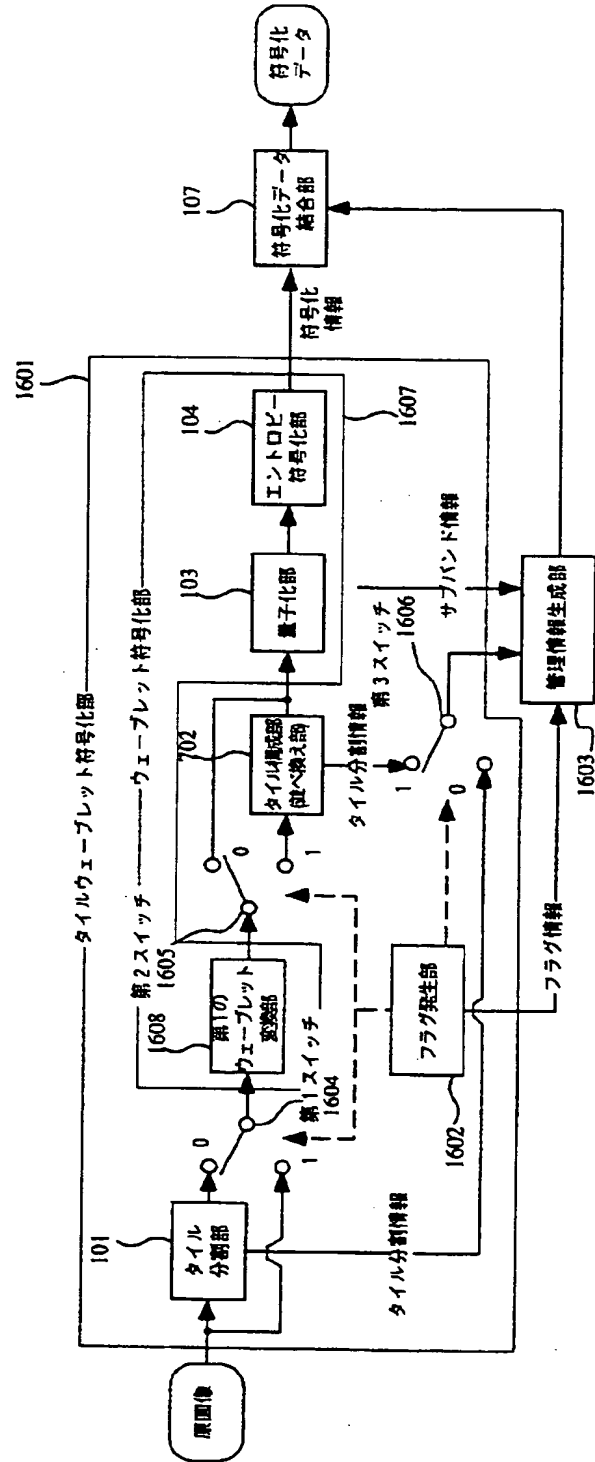 原画像
101
タイル
分割部
0
1
第1スイッチ
1604
1608
第1の
ウェーブレット
変換部
第2スイッチ
1605
0
1
702
タイル構成部
(並べ換え部)
103
量子化部
104
エントロピー
符号化部
1607
1601
タイルウェーブレット符号化部
ウェーブレット符号化部
符号化
情報
107
符号化データ
結合部
符号化
データ
タイル分割情報
タイル分割情報
1
0
第3スイッチ
1606
サブバンド情報
フラグ発生部
1602
フラグ情報
管理情報生成部
1603